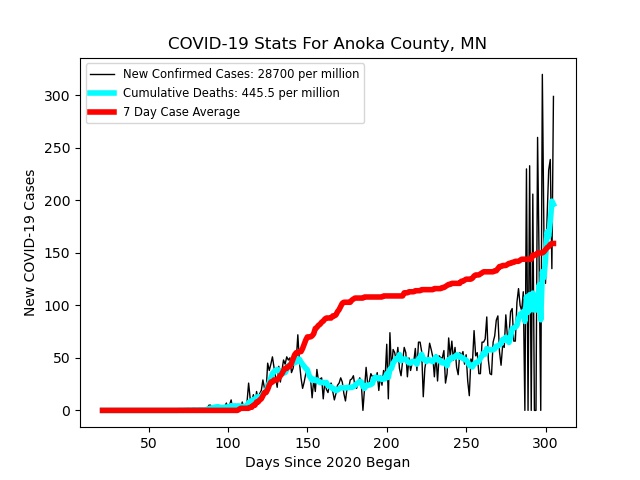 COVID-19 Stats For Anoka County, MN
New Confirmed Cases: 28700 per million
Cumulative Deaths: 445.5 per million
7 Day Case Average
New COVID-19 Cases
300
250
200
150
100
50
0
50 100 150 200 250 300
Days Since 2020 Began